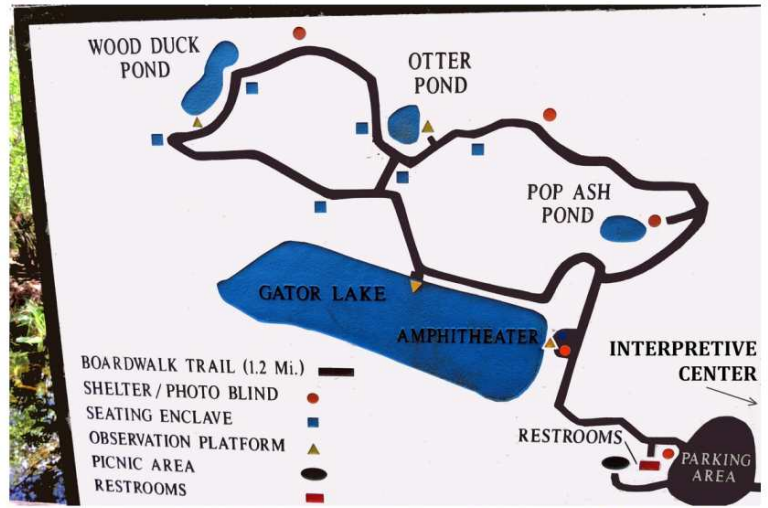 WOOD DUCK
POND
OTTER
POND
POP ASH
POND
GATOR LAKE
AMPHITHEATER
INTERPRETIVE
CENTER
BOARDWALK TRAIL (1.2 MI.)
SHELTER / PHOTO BLIND
SEATING ENCLAVE
OBSERVATION PLATFORM
PICNIC AREA
RESTROOMS
RESTROOMS
PARKING
AREA